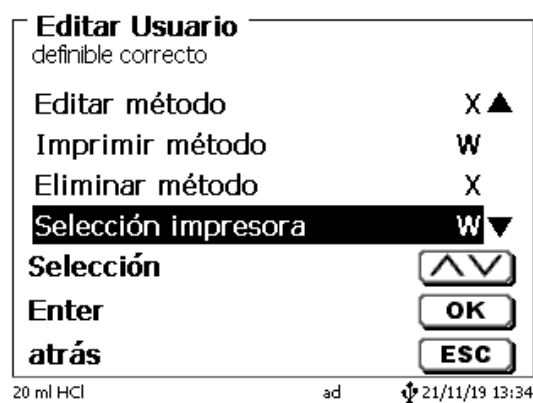 Editar Usuario
definible correcto
Editar método X
Imprimir método W
Eliminar método X
Selección impresora W
Selección
Enter OK
atrás ESC
20 ml HCl ad 21/11/19 13:34